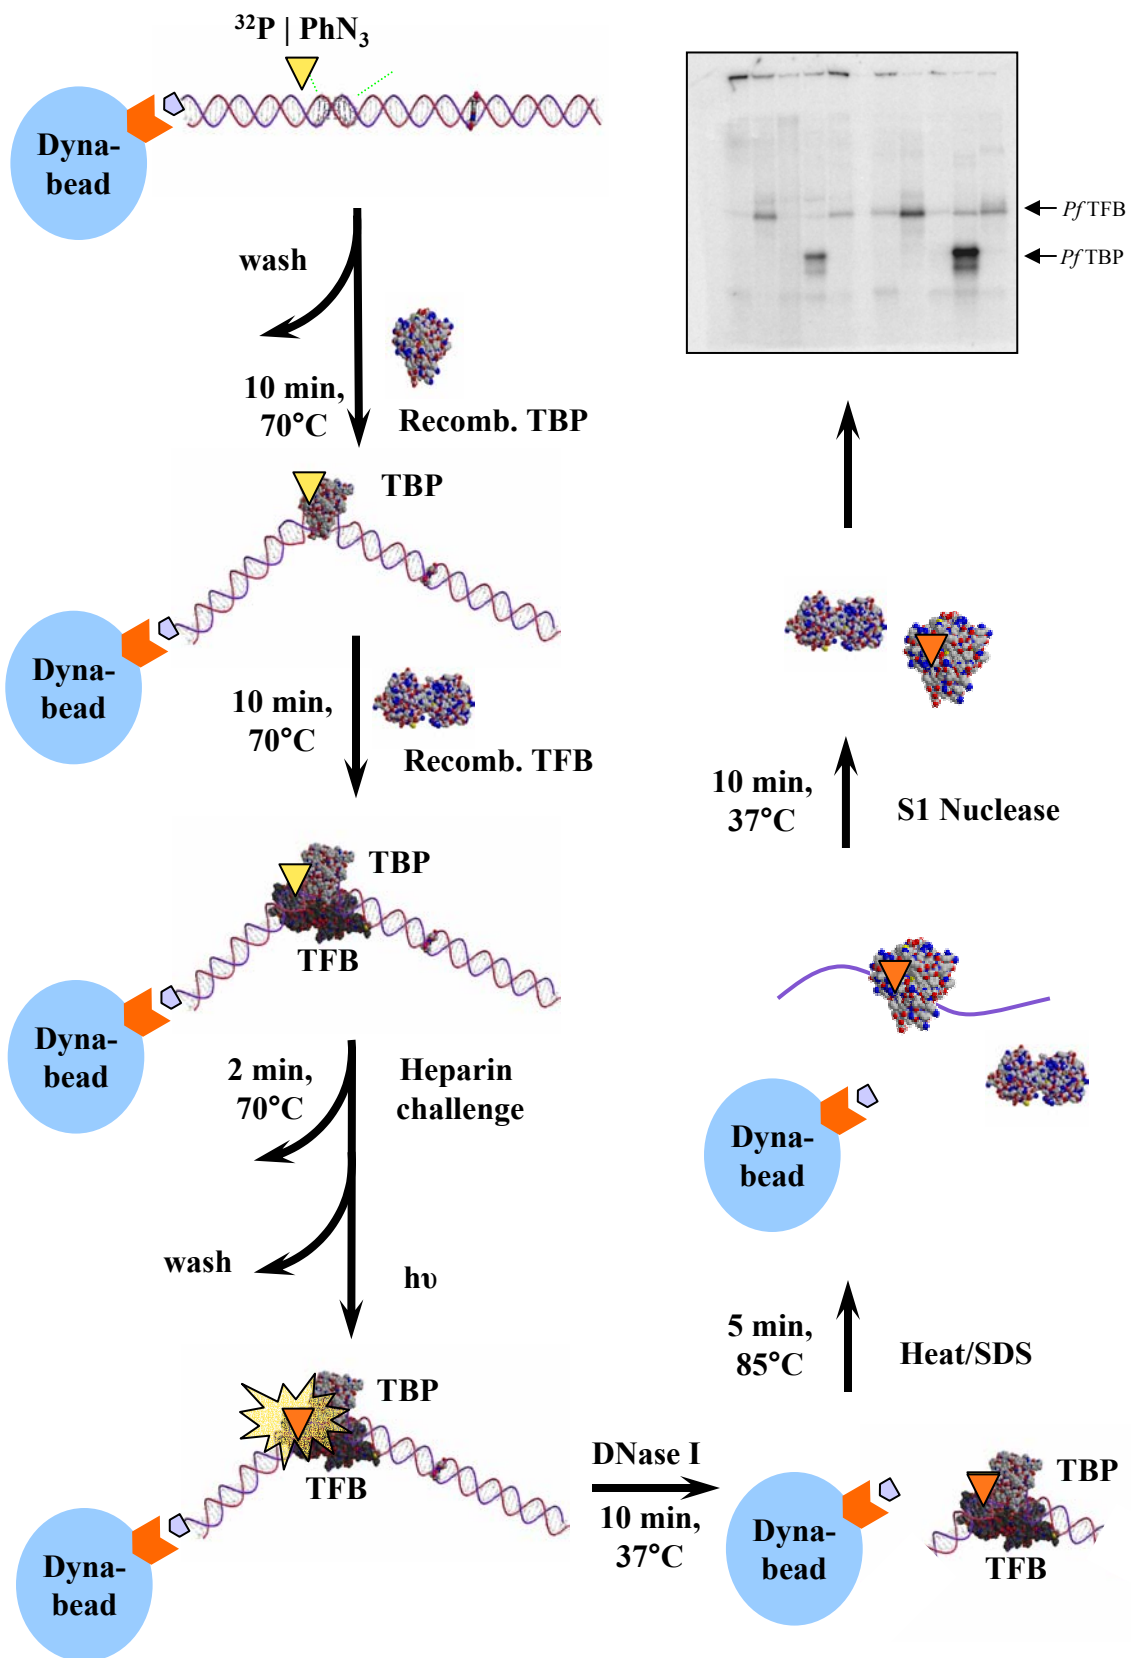 ³²P | PhN₃
Dyna-
bead
wash
10 min,
70°C
Recomb. TBP
TBP
Dyna-
bead
10 min,
70°C
Recomb. TFB
TBP
TFB
Dyna-
bead
2 min,
70°C
Heparin
challenge
wash
hυ
TBP
TFB
Dyna-
bead
DNase I
10 min,
37°C
Dyna-
bead
TBP
TFB
5 min,
85°C
Heat/SDS
Dyna-
bead
10 min,
37°C
S1 Nuclease
Pf TFB
Pf TBP